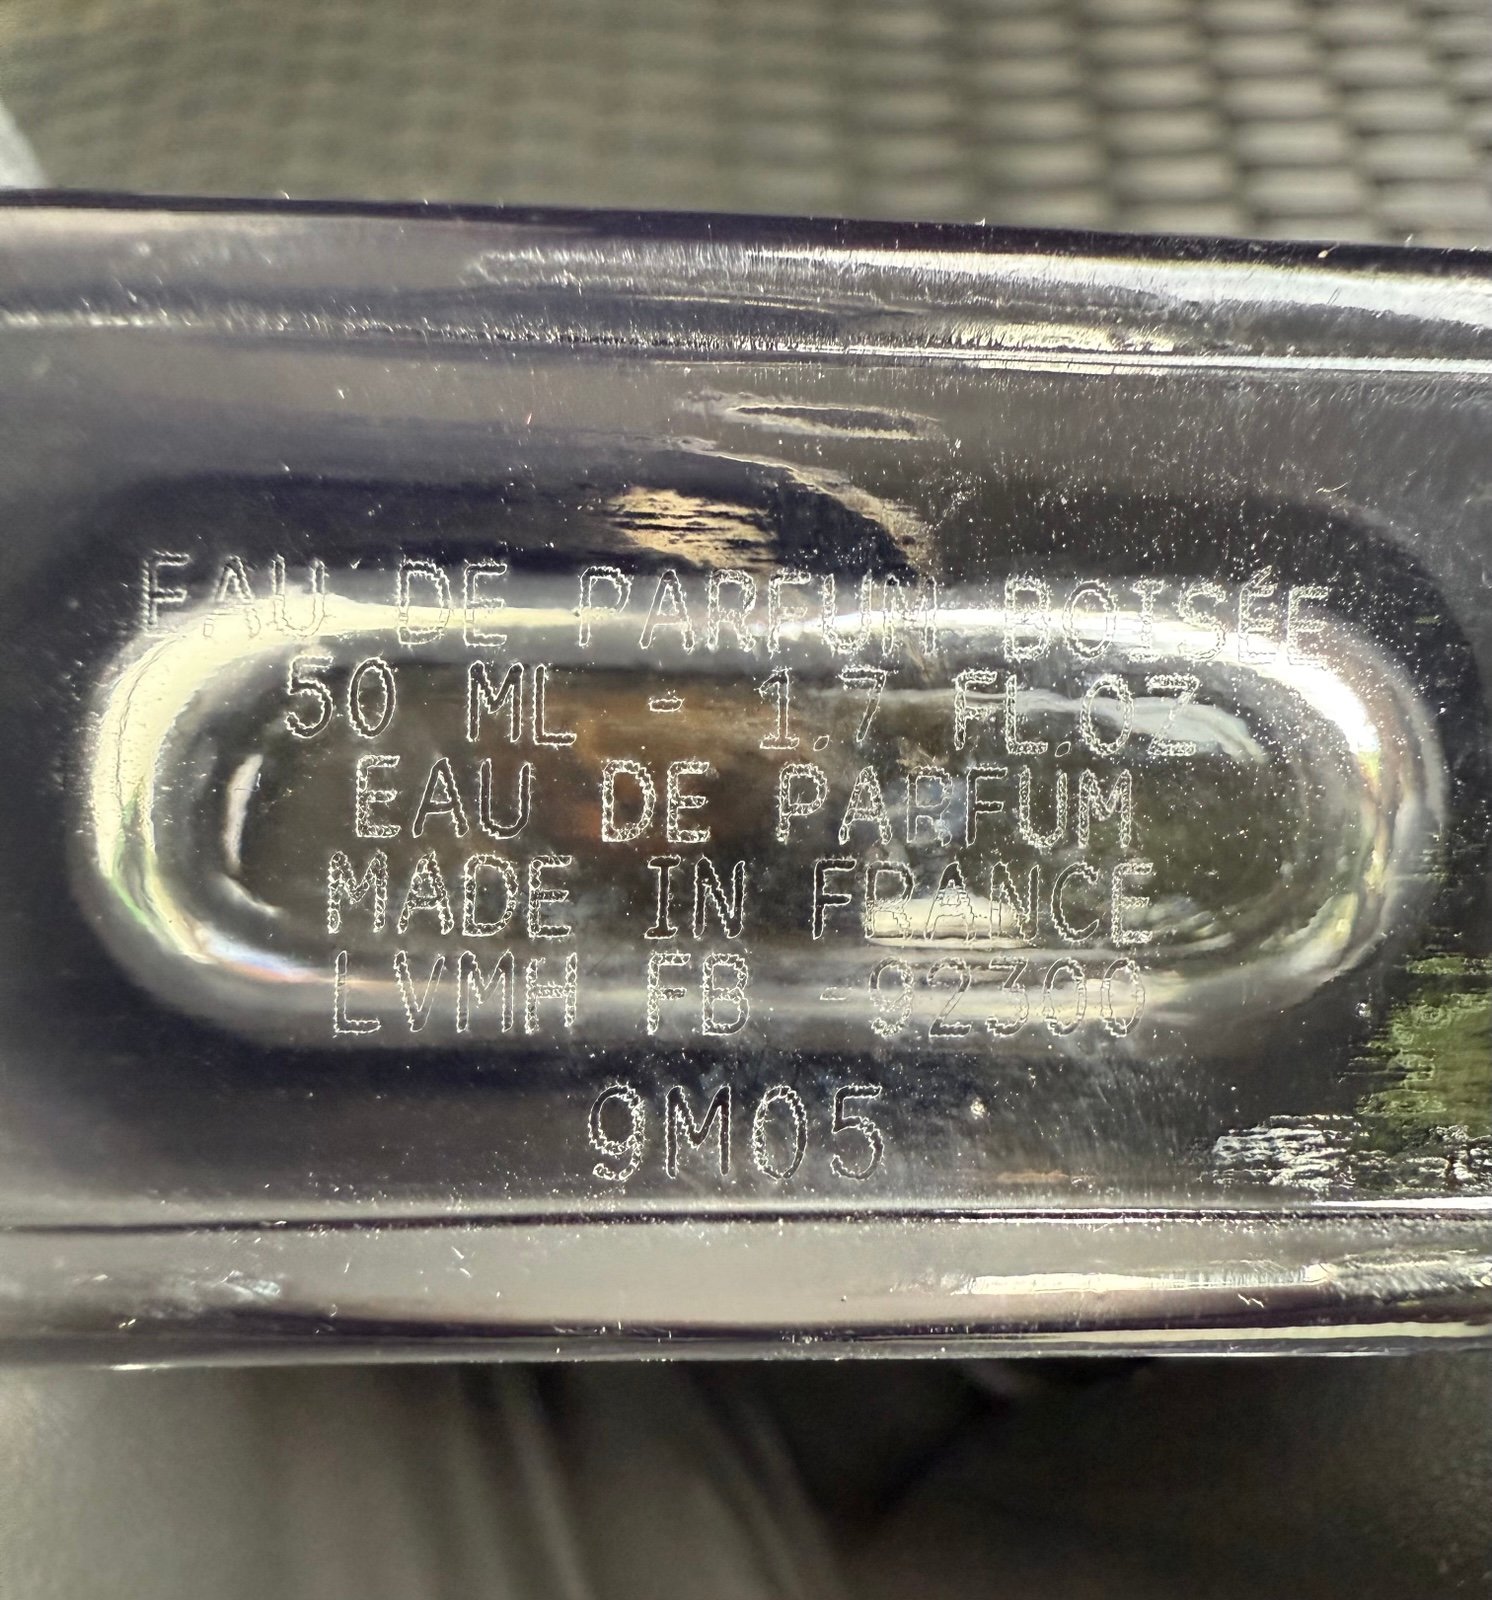 EAU DE PARFUM BOISÉE
50 ML - 1.7 FL.OZ
EAU DE PARFUM
MADE IN FRANCE
LVMH FB -92300
9M05